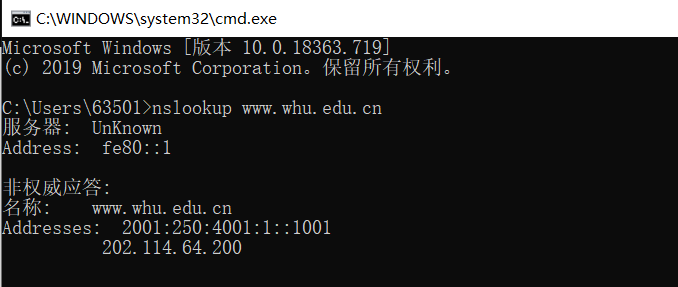 C:\WINDOWS\system32\cmd.exe
Microsoft Windows [版本 10.0.18363.719]
(c) 2019 Microsoft Corporation。保留所有权利。
C:\Users\63501>nslookup www.whu.edu.cn
服务器:  UnKnown
Address:  fe80::1
非权威应答:
名称:    www.whu.edu.cn
Addresses:  2001:250:4001:1::1001
202.114.64.200